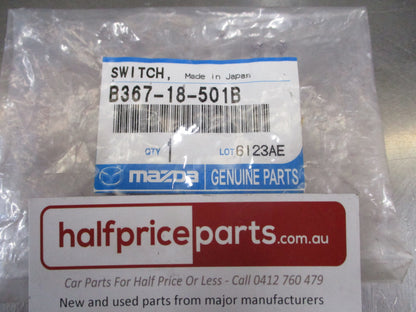 SWITCH, Made in Japan
B367-18-501B
QTY 1 LOT 6123AE
mazda GENUINE PARTS
halfpriceparts.com.au
Car Parts For Half Price Or Less - Call 0412 760 479
New and used parts from major manufacturers